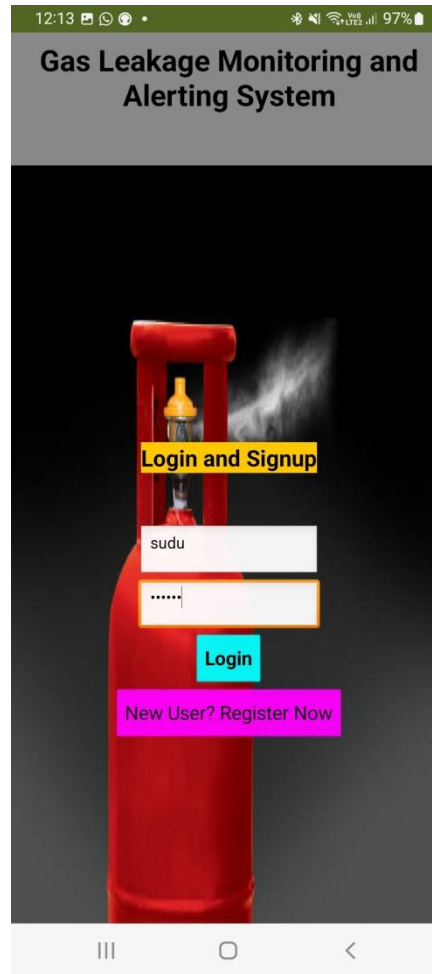 12:13 97%
Gas Leakage Monitoring and
Alerting System
Login and Signup
sudu
••••••
Login
New User? Register Now